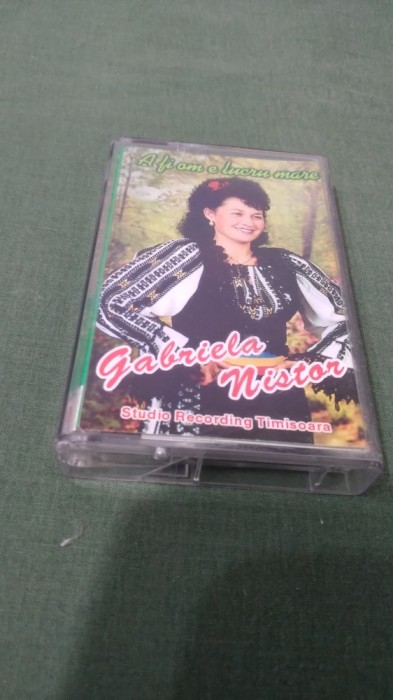 A fi om e lucru mare
Gabriela
Nistor
Studio Recording Timisoara